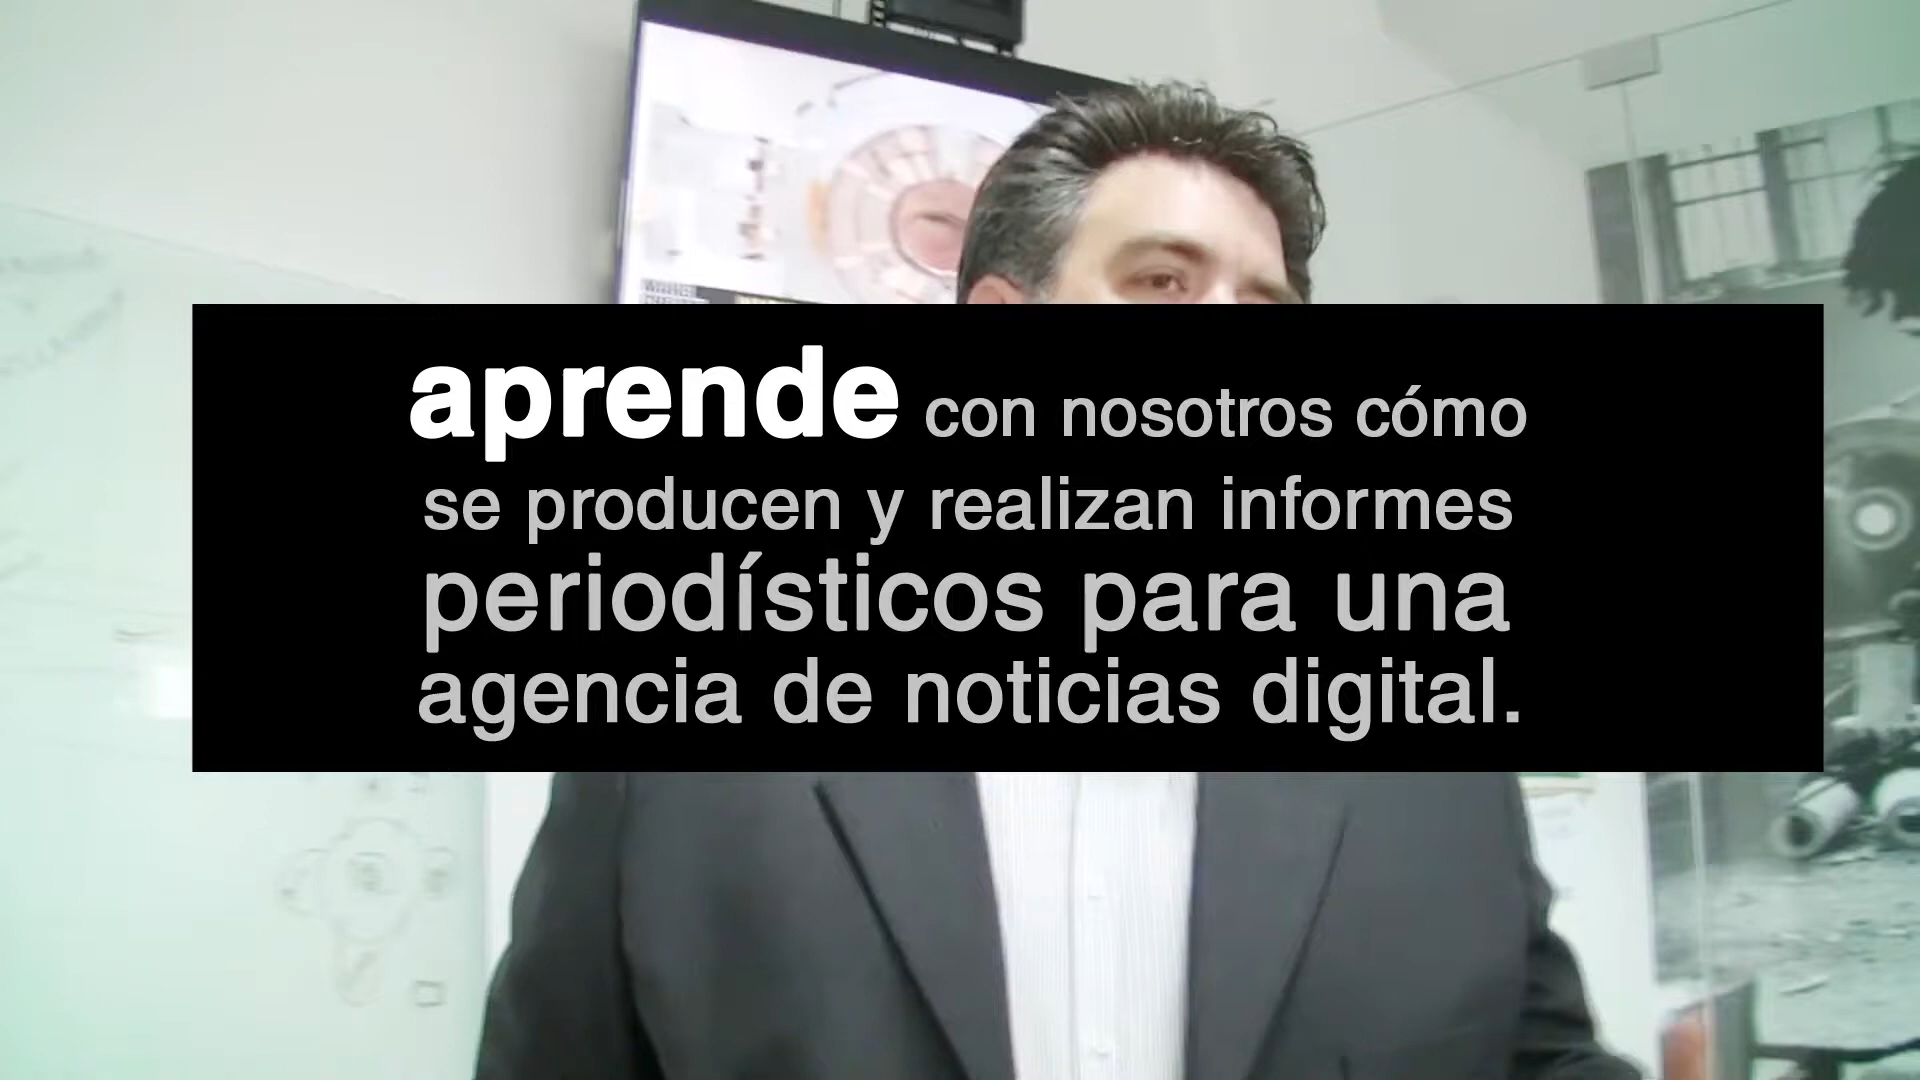 aprende con nosotros cómo
se producen y realizan informes
periodísticos para una
agencia de noticias digital.